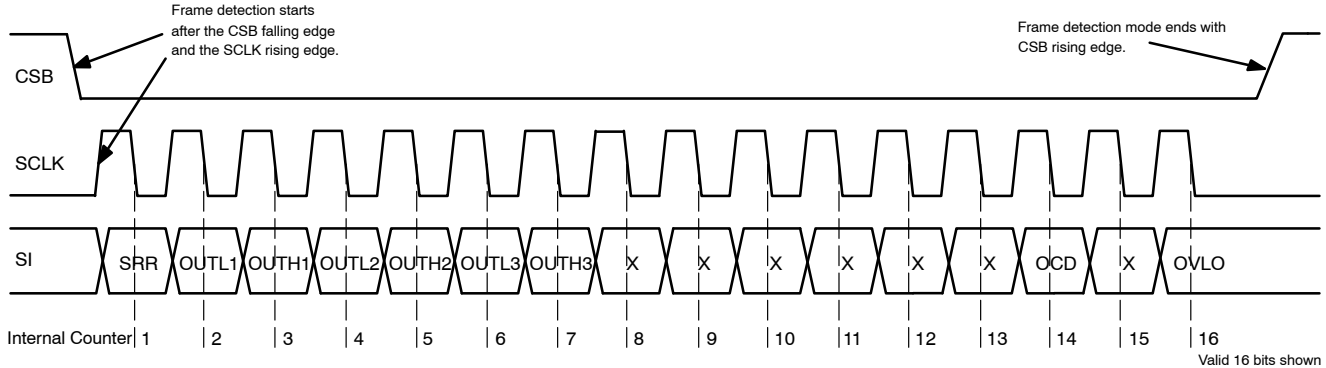 Frame detection starts
after the CSB falling edge
and the SCLK rising edge.
Frame detection mode ends with
CSB rising edge.
CSB
SCLK
SI SRR OUTL1 OUTH1 OUTL2 OUTH2 OUTL3 OUTH3 X X X X X X OCD X OVLO
Internal Counter 1 2 3 4 5 6 7 8 9 10 11 12 13 14 15 16
Valid 16 bits shown